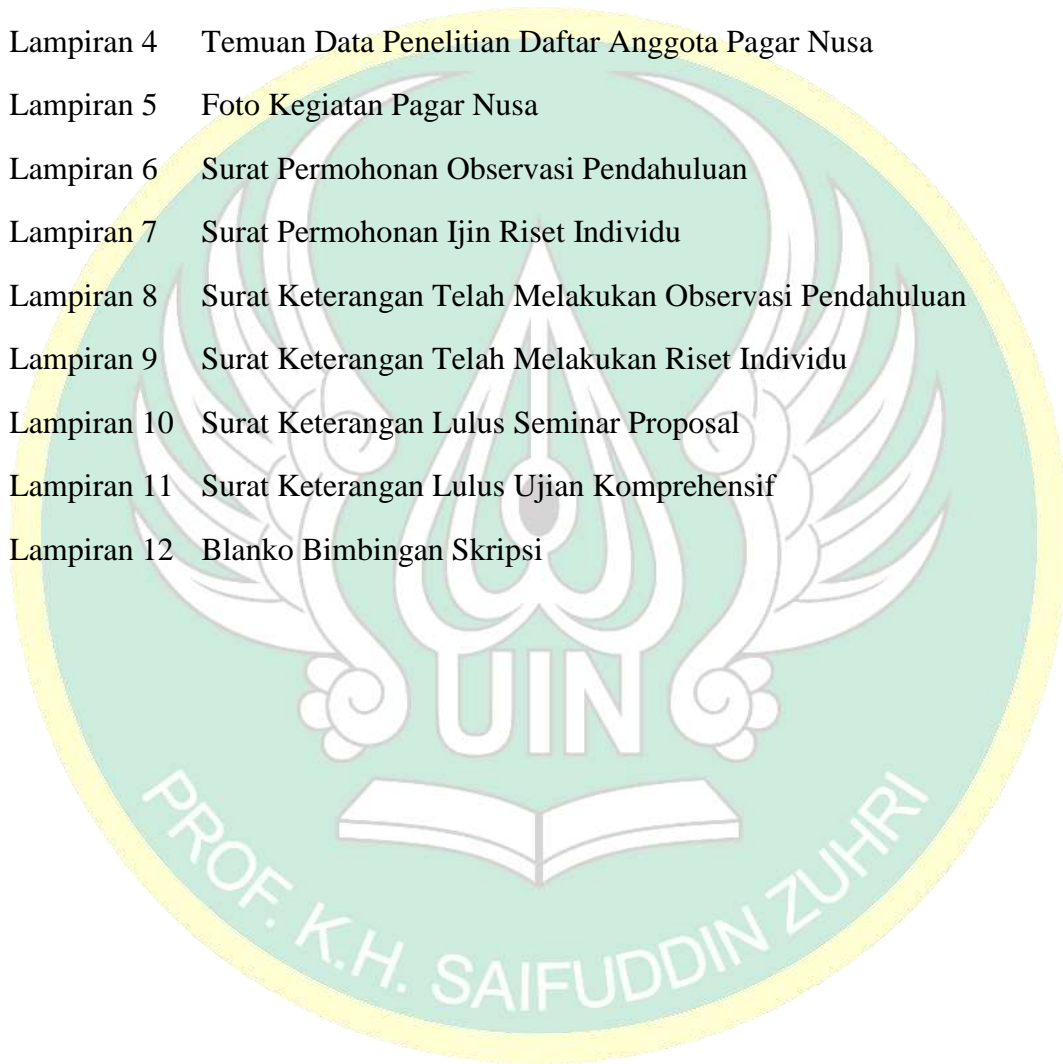 Lampiran 4 Temuan Data Penelitian Daftar Anggota Pagar Nusa
Lampiran 5 Foto Kegiatan Pagar Nusa
Lampiran 6 Surat Permohonan Observasi Pendahuluan
Lampiran 7 Surat Permohonan Ijin Riset Individu
Lampiran 8 Surat Keterangan Telah Melakukan Observasi Pendahuluan
Lampiran 9 Surat Keterangan Telah Melakukan Riset Individu
Lampiran 10 Surat Keterangan Lulus Seminar Proposal
Lampiran 11 Surat Keterangan Lulus Ujian Komprehensif
Lampiran 12 Blanko Bimbingan Skripsi
UIN
PROF. K.H. SAIFUDDIN ZUHRI